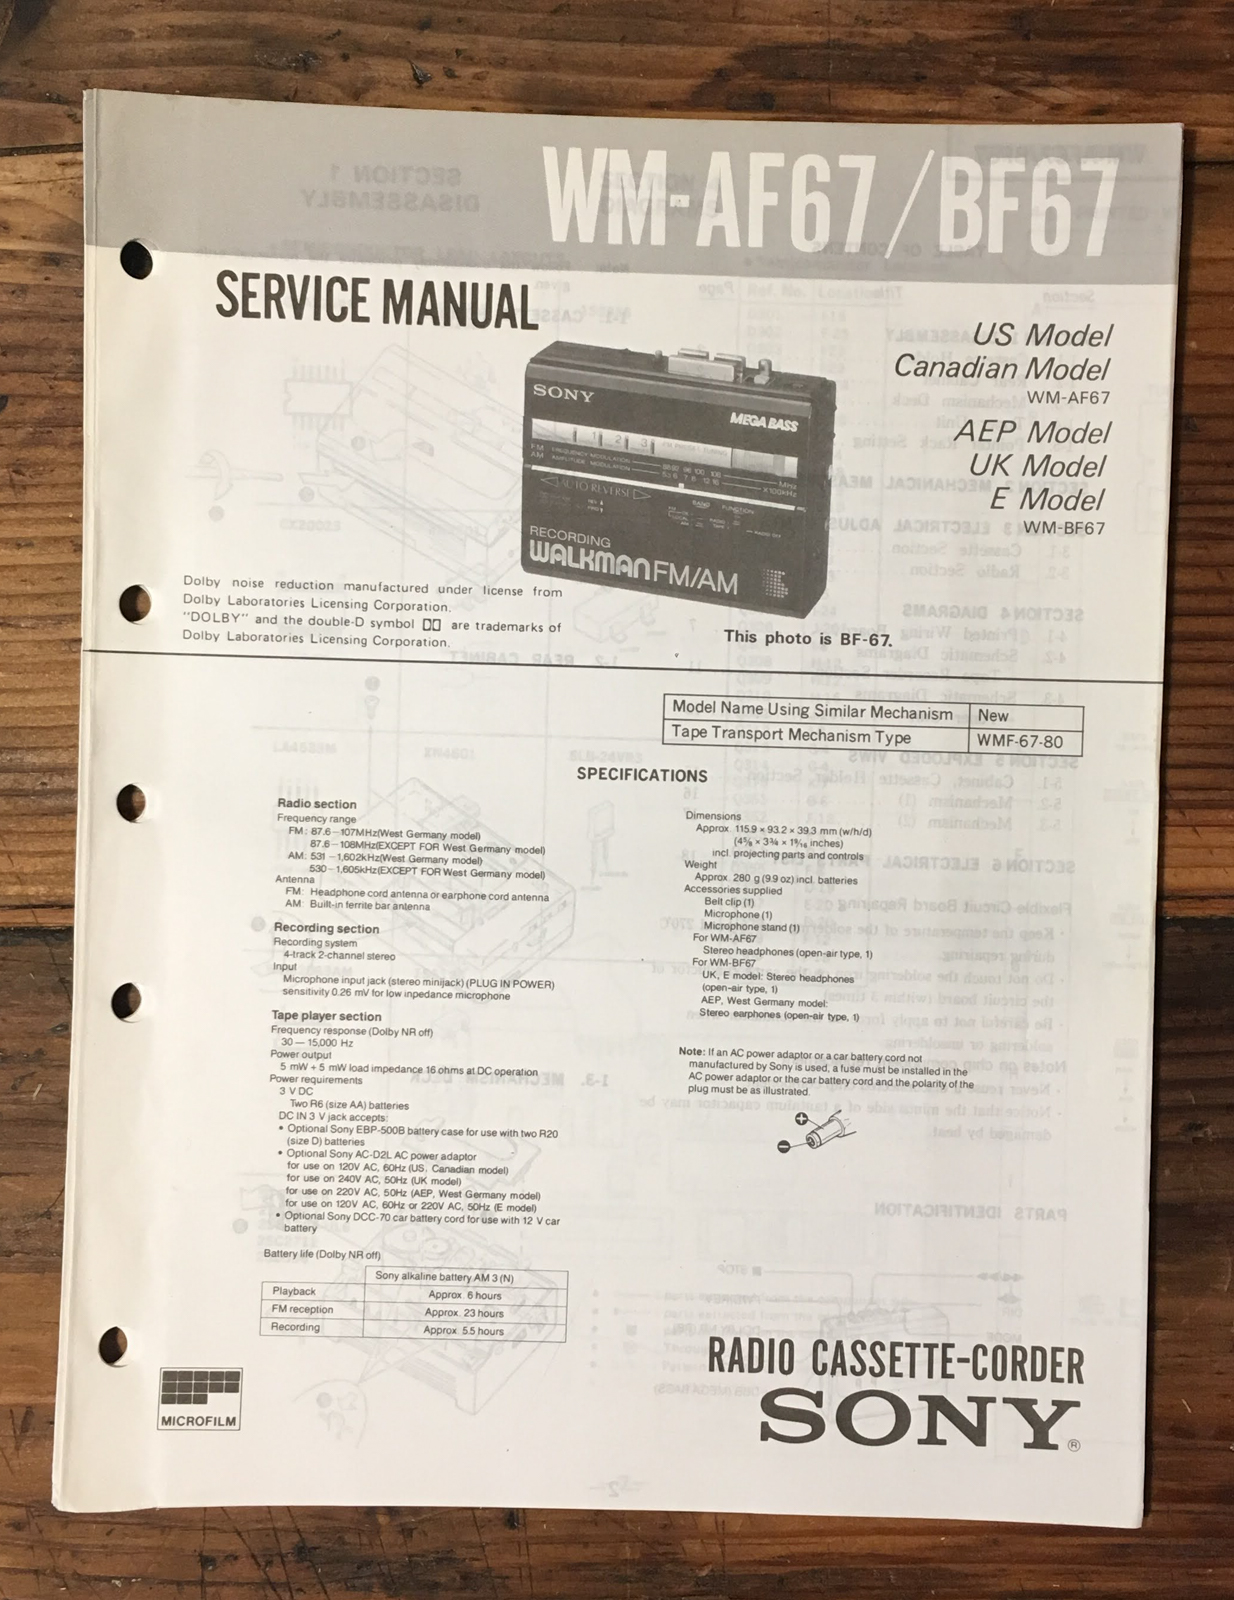 WM-AF67/BF67
SERVICE MANUAL
US Model
Canadian Model
WM-AF67
AEP Model
UK Model
E Model
WM-BF67
SONY
MEGA BASS
1 2 3
FM FREQUENCY MODULATION
AM AMPLITUDE MODULATION
MHz
X100kHz
AUTO REVERSE
BAND FUNCTION
RECORDING
WALKMAN FM/AM
Dolby noise reduction manufactured under license from
Dolby Laboratories Licensing Corporation.
"DOLBY" and the double-D symbol are trademarks of
Dolby Laboratories Licensing Corporation.
This photo is BF-67.
Model Name Using Similar Mechanism New
Tape Transport Mechanism Type WMF-67-80
SPECIFICATIONS
Radio section
Frequency range
FM: 87.6–107MHz(West Germany model)
87.6–108MHz(EXCEPT FOR West Germany model)
AM: 531–1,602kHz(West Germany model)
530–1,605kHz(EXCEPT FOR West Germany model)
Antenna
FM: Headphone cord antenna or earphone cord antenna
AM: Built-in ferrite bar antenna
Recording section
Recording system
4-track 2-channel stereo
Input
Microphone input jack (stereo minijack) (PLUG IN POWER)
sensitivity 0.26 mV for low inpedance microphone
Tape player section
Frequency response (Dolby NR off)
30 — 15,000 Hz
Power output
5 mW + 5 mW load impedance 16 ohms at DC operation
Power requirements
3 V DC
Two R6 (size AA) batteries
DC IN 3 V jack accepts:
• Optional Sony EBP-500B battery case for use with two R20
(size D) batteries
• Optional Sony AC-D2L AC power adaptor
for use on 120V AC, 60Hz (US, Canadian model)
for use on 240V AC, 50Hz (UK model)
for use on 220V AC, 50Hz (AEP, West Germany model)
for use on 120V AC, 60Hz or 220V AC, 50Hz (E model)
• Optional Sony DCC-70 car battery cord for use with 12 V car
battery
Battery life (Dolby NR off)
Sony alkaline battery AM 3 (N)
Playback Approx. 6 hours
FM reception Approx. 23 hours
Recording Approx. 5.5 hours
Dimensions
Approx. 115.9 × 93.2 × 39.3 mm (w/h/d)
(4⅝ × 3¾ × 1⁹⁄₁₆ inches)
incl. projecting parts and controls
Weight
Approx. 280 g (9.9 oz) incl. batteries
Accessories supplied
Belt clip (1)
Microphone (1)
Microphone stand (1)
For WM-AF67
Stereo headphones (open-air type, 1)
For WM-BF67
UK, E model: Stereo headphones
(open-air type, 1)
AEP, West Germany model:
Stereo earphones (open-air type, 1)
Note: If an AC power adaptor or a car battery cord not
manufactured by Sony is used, a fuse must be installed in the
AC power adaptor or the car battery cord and the polarity of the
plug must be as illustrated.
MICROFILM
RADIO CASSETTE-CORDER
SONY®